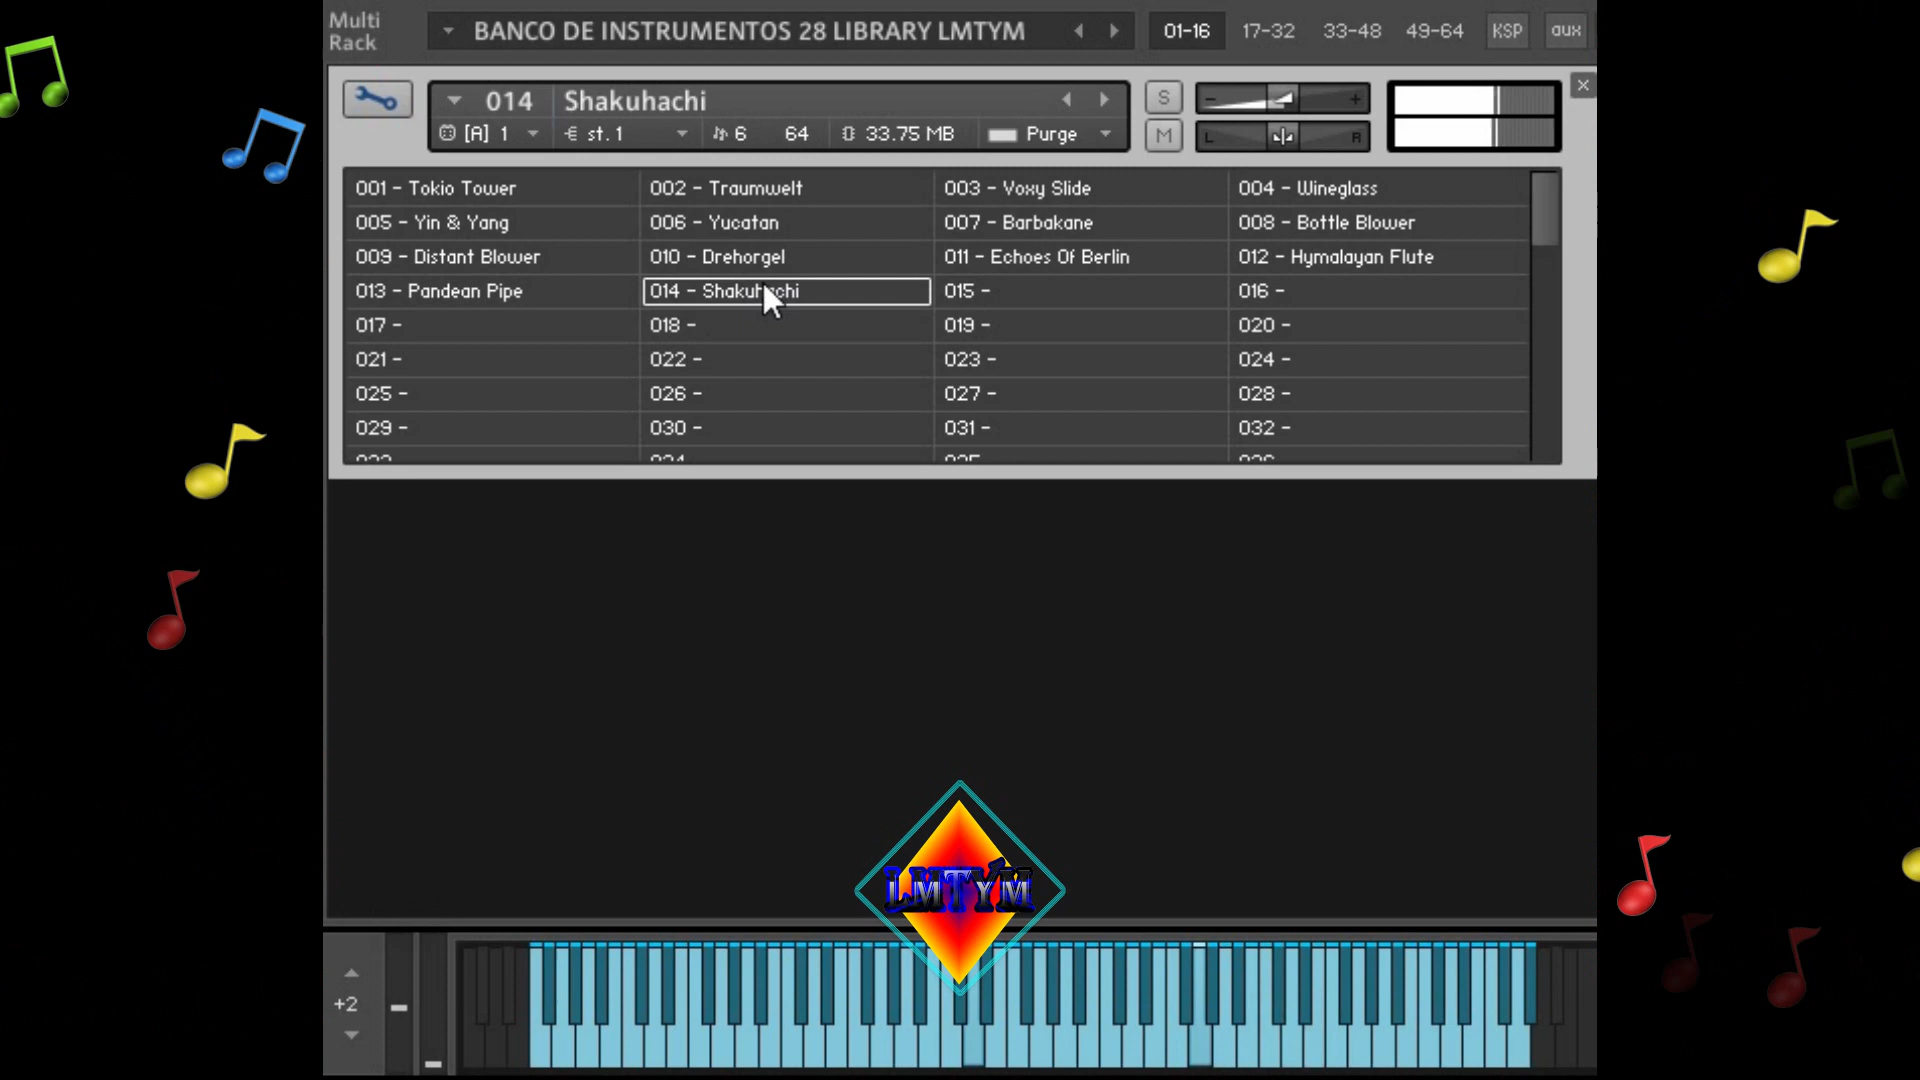 Multi
Rack
BANCO DE INSTRUMENTOS 28 LIBRARY LMTYM
01-16 17-32 33-48 49-64 KSP aux
014 Shakuhachi
S
[A] 1 st. 1 6 64 33.75 MB Purge
M
L R
001 - Tokio Tower 002 - Traumwelt 003 - Voxy Slide 004 - Wineglass
005 - Yin & Yang 006 - Yucatan 007 - Barbakane 008 - Bottle Blower
009 - Distant Blower 010 - Drehorgel 011 - Echoes Of Berlin 012 - Hymalayan Flute
013 - Pandean Pipe 014 - Shakuhachi 015 - 016 -
017 - 018 - 019 - 020 -
021 - 022 - 023 - 024 -
025 - 026 - 027 - 028 -
029 - 030 - 031 - 032 -
LMTYM
+2